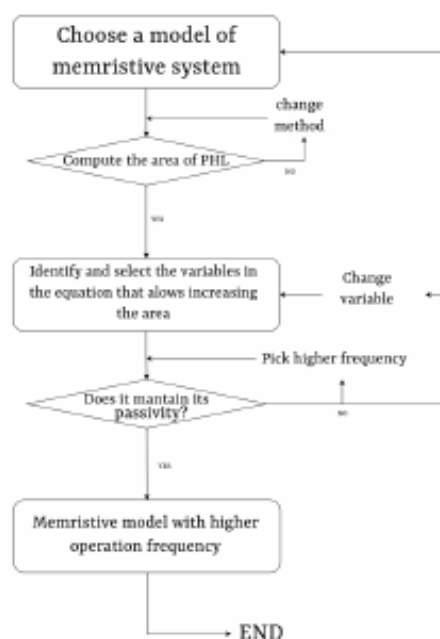 Choose a model of
memristive system
change
method
Compute the area of PHL
no
yes
Identify and select the variables in
the equation that alows increasing
the area
Change
variable
Pick higher frequency
Does it mantain its
passivity?
no
yes
Memristive model with higher
operation frequency
END